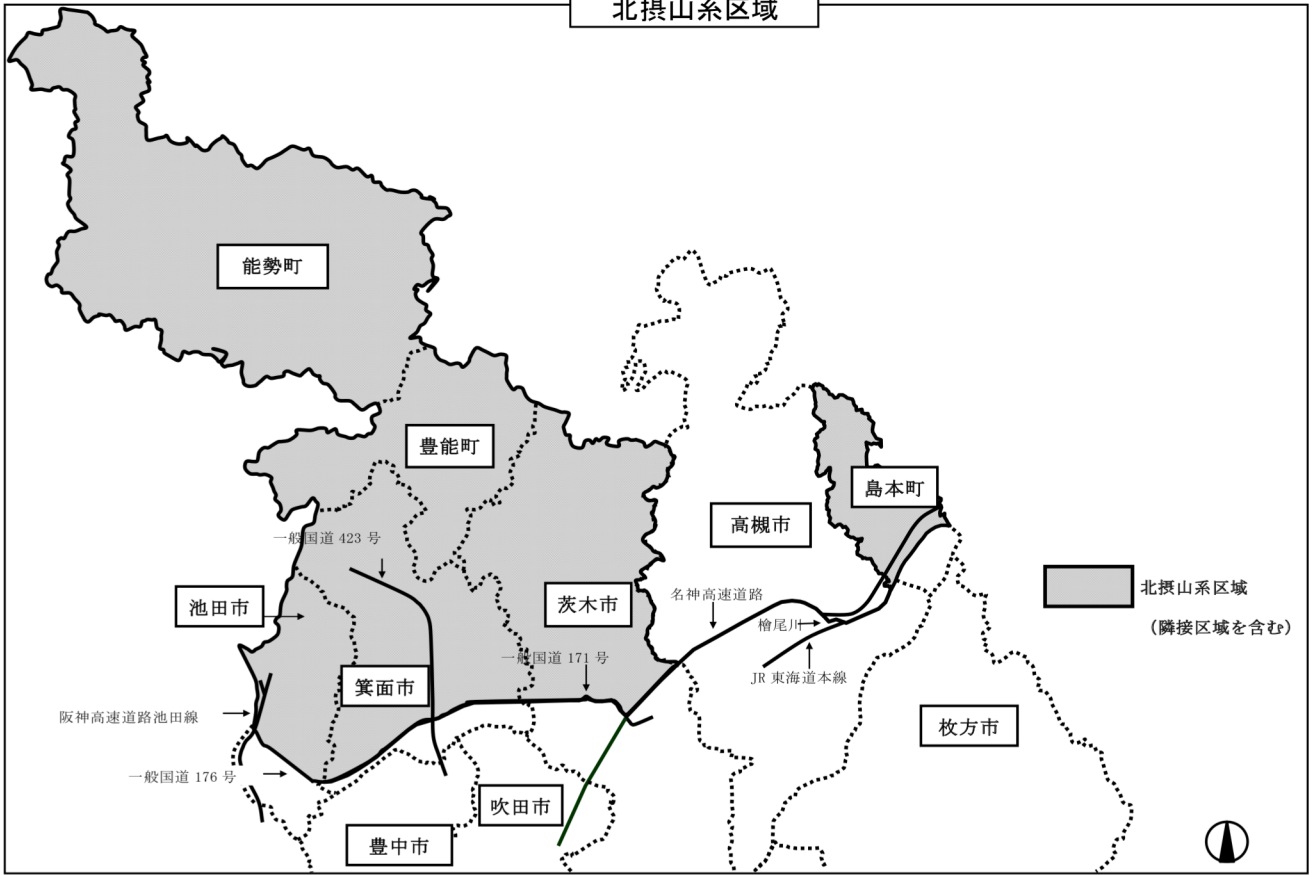 北摂山系区域
能勢町
豊能町
島本町
高槻市
一般国道 423 号
北摂山系区域
（隣接区域を含む）
池田市
茨木市
名神高速道路
檜尾川
一般国道 171 号
JR 東海道本線
箕面市
阪神高速道路池田線
枚方市
一般国道 176 号
吹田市
豊中市